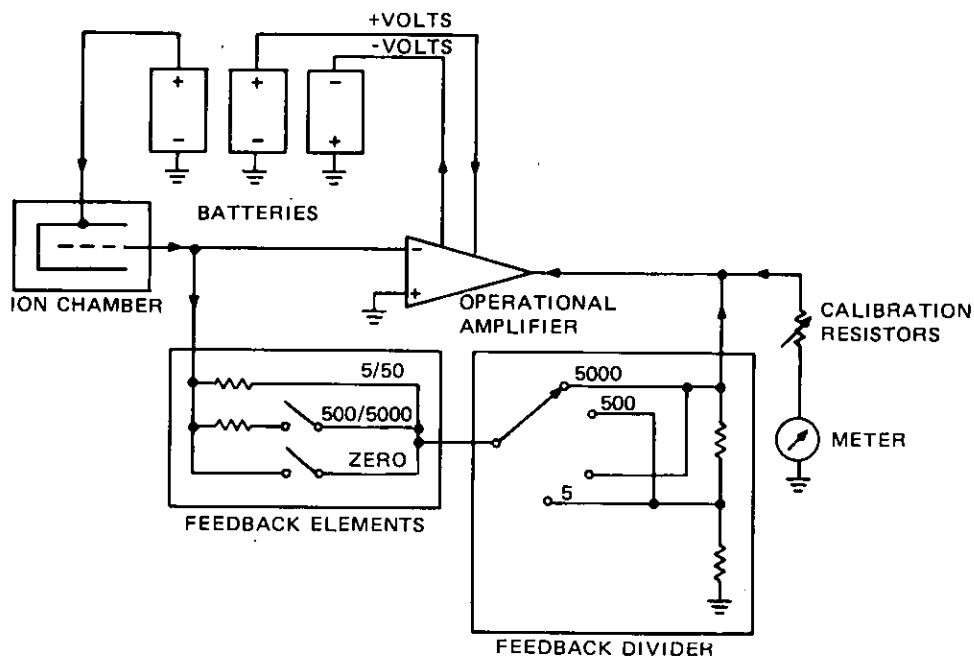 +VOLTS
-VOLTS
+
-
+
-
-
+
BATTERIES
-
+
ION CHAMBER
OPERATIONAL
AMPLIFIER
CALIBRATION
RESISTORS
5/50
500/5000
ZERO
5000
500
5
METER
FEEDBACK ELEMENTS
FEEDBACK DIVIDER